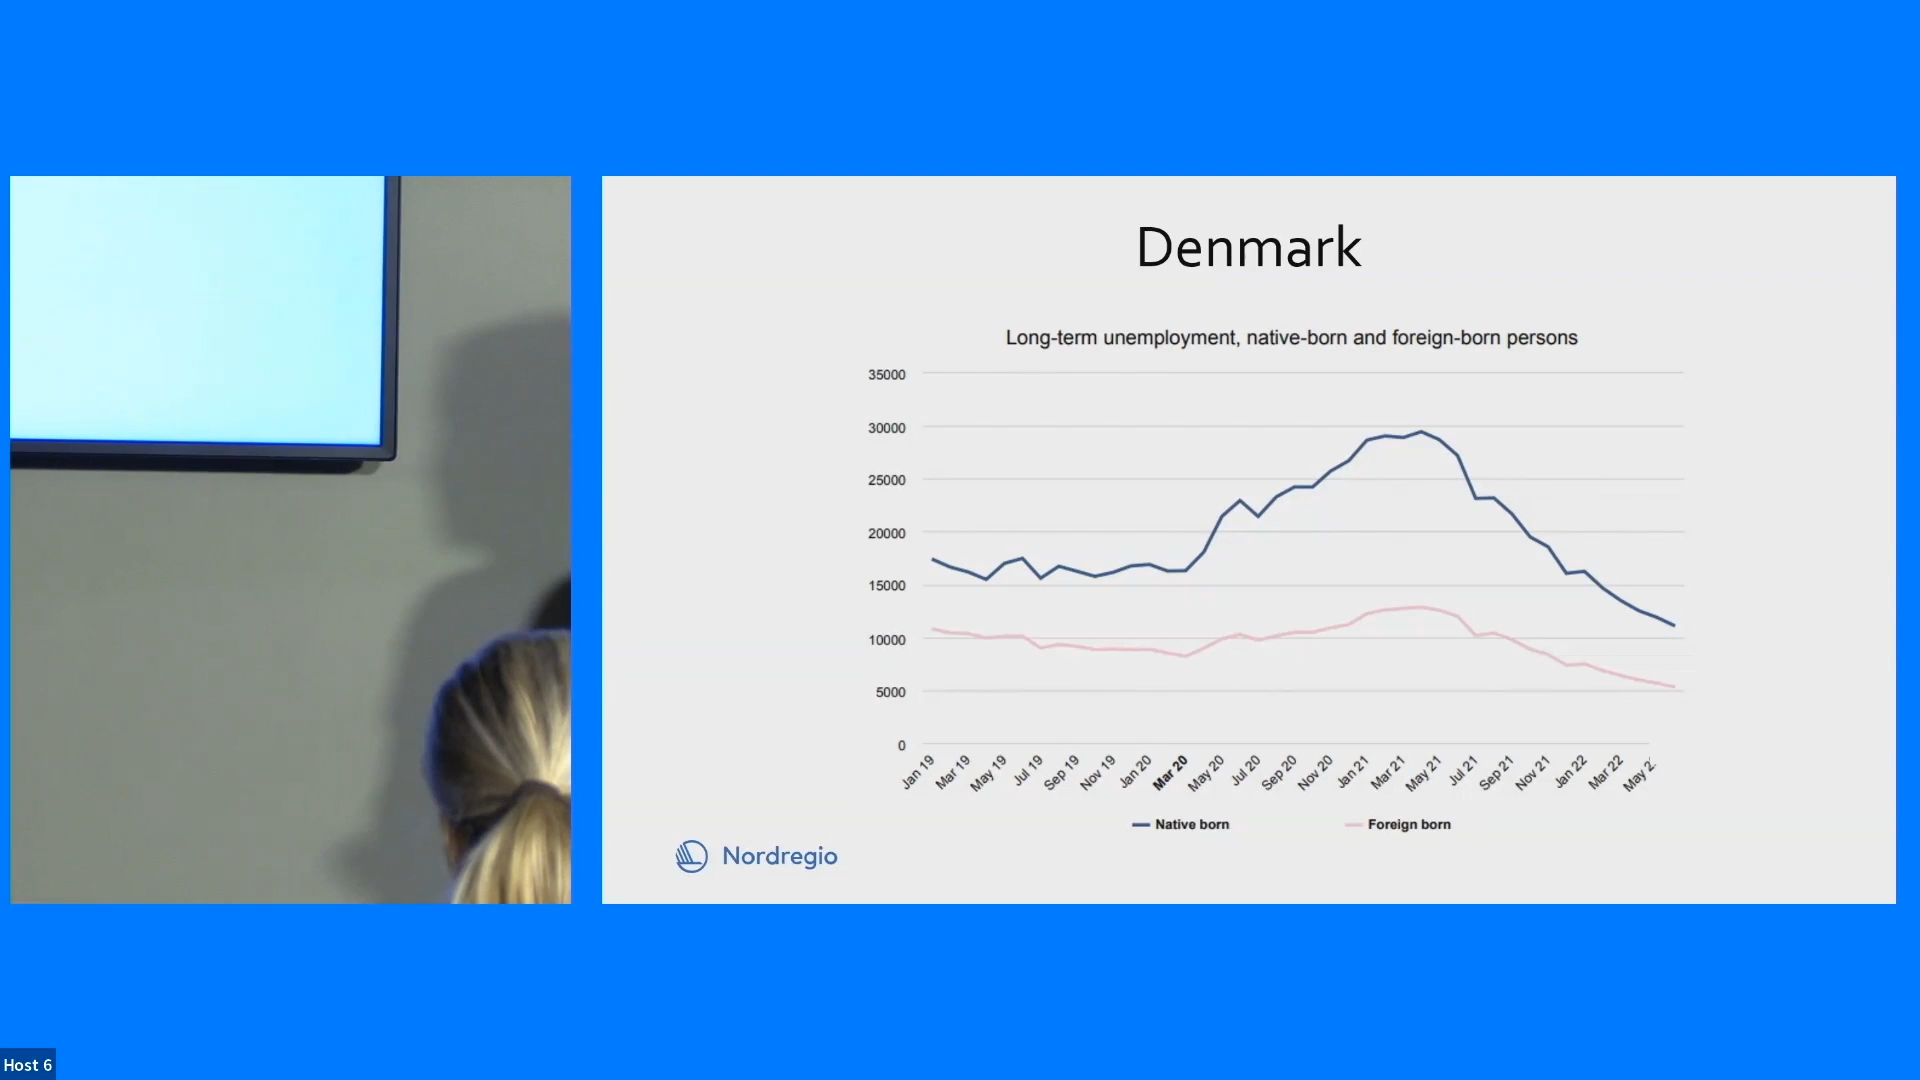 Denmark
Long-term unemployment, native-born and foreign-born persons
35000
30000
25000
20000
15000
10000
5000
0
Jan 19 Mar 19 May 19 Jul 19 Sep 19 Nov 19 Jan 20 Mar 20 May 20 Jul 20 Sep 20 Nov 20 Jan 21 Mar 21 May 21 Jul 21 Sep 21 Nov 21 Jan 22 Mar 22 May 2
Native born Foreign born
Nordregio
Host 6